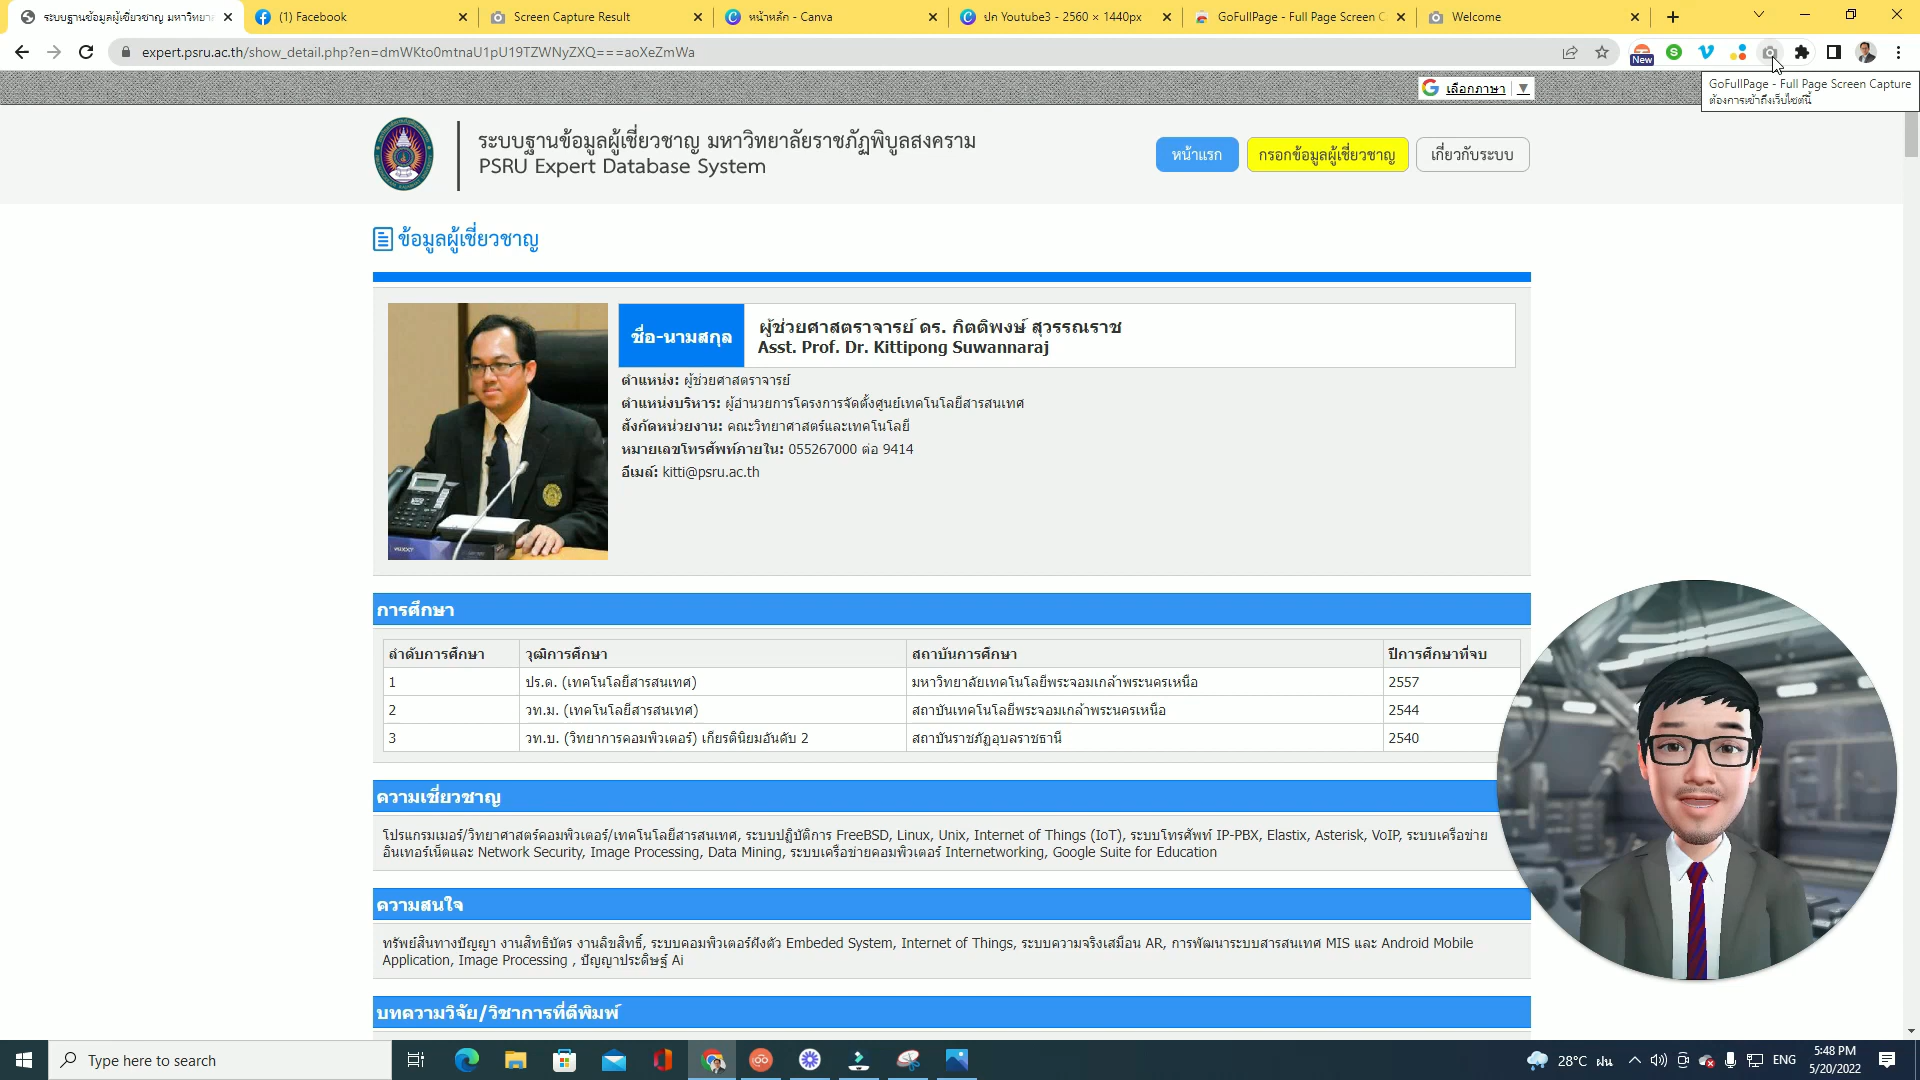 ระบบฐานข้อมูลผู้เชี่ยวชาญ มหาวิทยา
(1) Facebook
Screen Capture Result
หน้าหลัก - Canva
ปก Youtube3 - 2560 × 1440px
GoFullPage - Full Page Screen C
Welcome
expert.psru.ac.th/show_detail.php?en=dmWKto0mtnaU1pU19TZWNyZXQ===aoXeZmWa
New
GoFullPage - Full Page Screen Capture
ต้องการเข้าถึงเว็บไซต์นี้
เลือกภาษา ▼
ระบบฐานข้อมูลผู้เชี่ยวชาญ มหาวิทยาลัยราชภัฏพิบูลสงคราม
PSRU Expert Database System
หน้าแรก
กรอกข้อมูลผู้เชี่ยวชาญ
เกี่ยวกับระบบ
ข้อมูลผู้เชี่ยวชาญ
ชื่อ-นามสกุล
ผู้ช่วยศาสตราจารย์ ดร. กิตติพงษ์ สุวรรณราช
Asst. Prof. Dr. Kittipong Suwannaraj
ตำแหน่ง: ผู้ช่วยศาสตราจารย์
ตำแหน่งบริหาร: ผู้อำนวยการโครงการจัดตั้งศูนย์เทคโนโลยีสารสนเทศ
สังกัดหน่วยงาน: คณะวิทยาศาสตร์และเทคโนโลยี
หมายเลขโทรศัพท์ภายใน: 055267000 ต่อ 9414
อีเมล์: kitti@psru.ac.th
การศึกษา
ลำดับการศึกษา วุฒิการศึกษา สถาบันการศึกษา ปีการศึกษาที่จบ
1 ปร.ด. (เทคโนโลยีสารสนเทศ) มหาวิทยาลัยเทคโนโลยีพระจอมเกล้าพระนครเหนือ 2557
2 วท.ม. (เทคโนโลยีสารสนเทศ) สถาบันเทคโนโลยีพระจอมเกล้าพระนครเหนือ 2544
3 วท.บ. (วิทยาการคอมพิวเตอร์) เกียรตินิยมอันดับ 2 สถาบันราชภัฏอุบลราชธานี 2540
ความเชี่ยวชาญ
โปรแกรมเมอร์/วิทยาศาสตร์คอมพิวเตอร์/เทคโนโลยีสารสนเทศ, ระบบปฏิบัติการ FreeBSD, Linux, Unix, Internet of Things (IoT), ระบบโทรศัพท์ IP-PBX, Elastix, Asterisk, VoIP, ระบบเครือข่าย
อินเทอร์เน็ตและ Network Security, Image Processing, Data Mining, ระบบเครือข่ายคอมพิวเตอร์ Internetworking, Google Suite for Education
ความสนใจ
ทรัพย์สินทางปัญญา งานสิทธิบัตร งานลิขสิทธิ์, ระบบคอมพิวเตอร์ฝังตัว Embeded System, Internet of Things, ระบบความจริงเสมือน AR, การพัฒนาระบบสารสนเทศ MIS และ Android Mobile
Application, Image Processing , ปัญญาประดิษฐ์ Ai
บทความวิจัย/วิชาการที่ตีพิมพ์
Type here to search
28°C ฝน
ENG
5:48 PM
5/20/2022